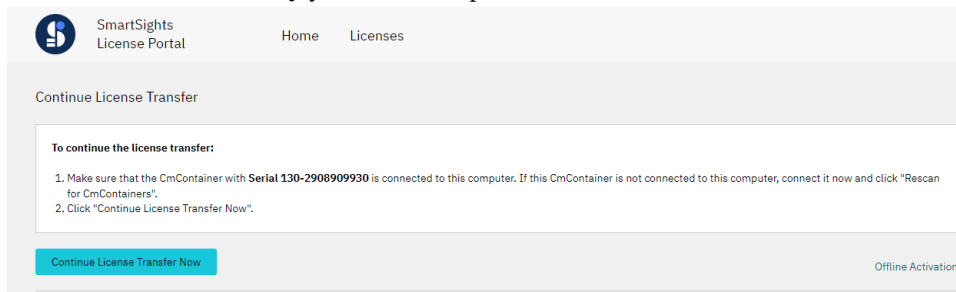 SmartSights
License Portal
Home Licenses
Continue License Transfer
To continue the license transfer:
1. Make sure that the CmContainer with Serial 130-2908909930 is connected to this computer. If this CmContainer is not connected to this computer, connect it now and click "Rescan
for CmContainers".
2. Click "Continue License Transfer Now".
Continue License Transfer Now
Offline Activation